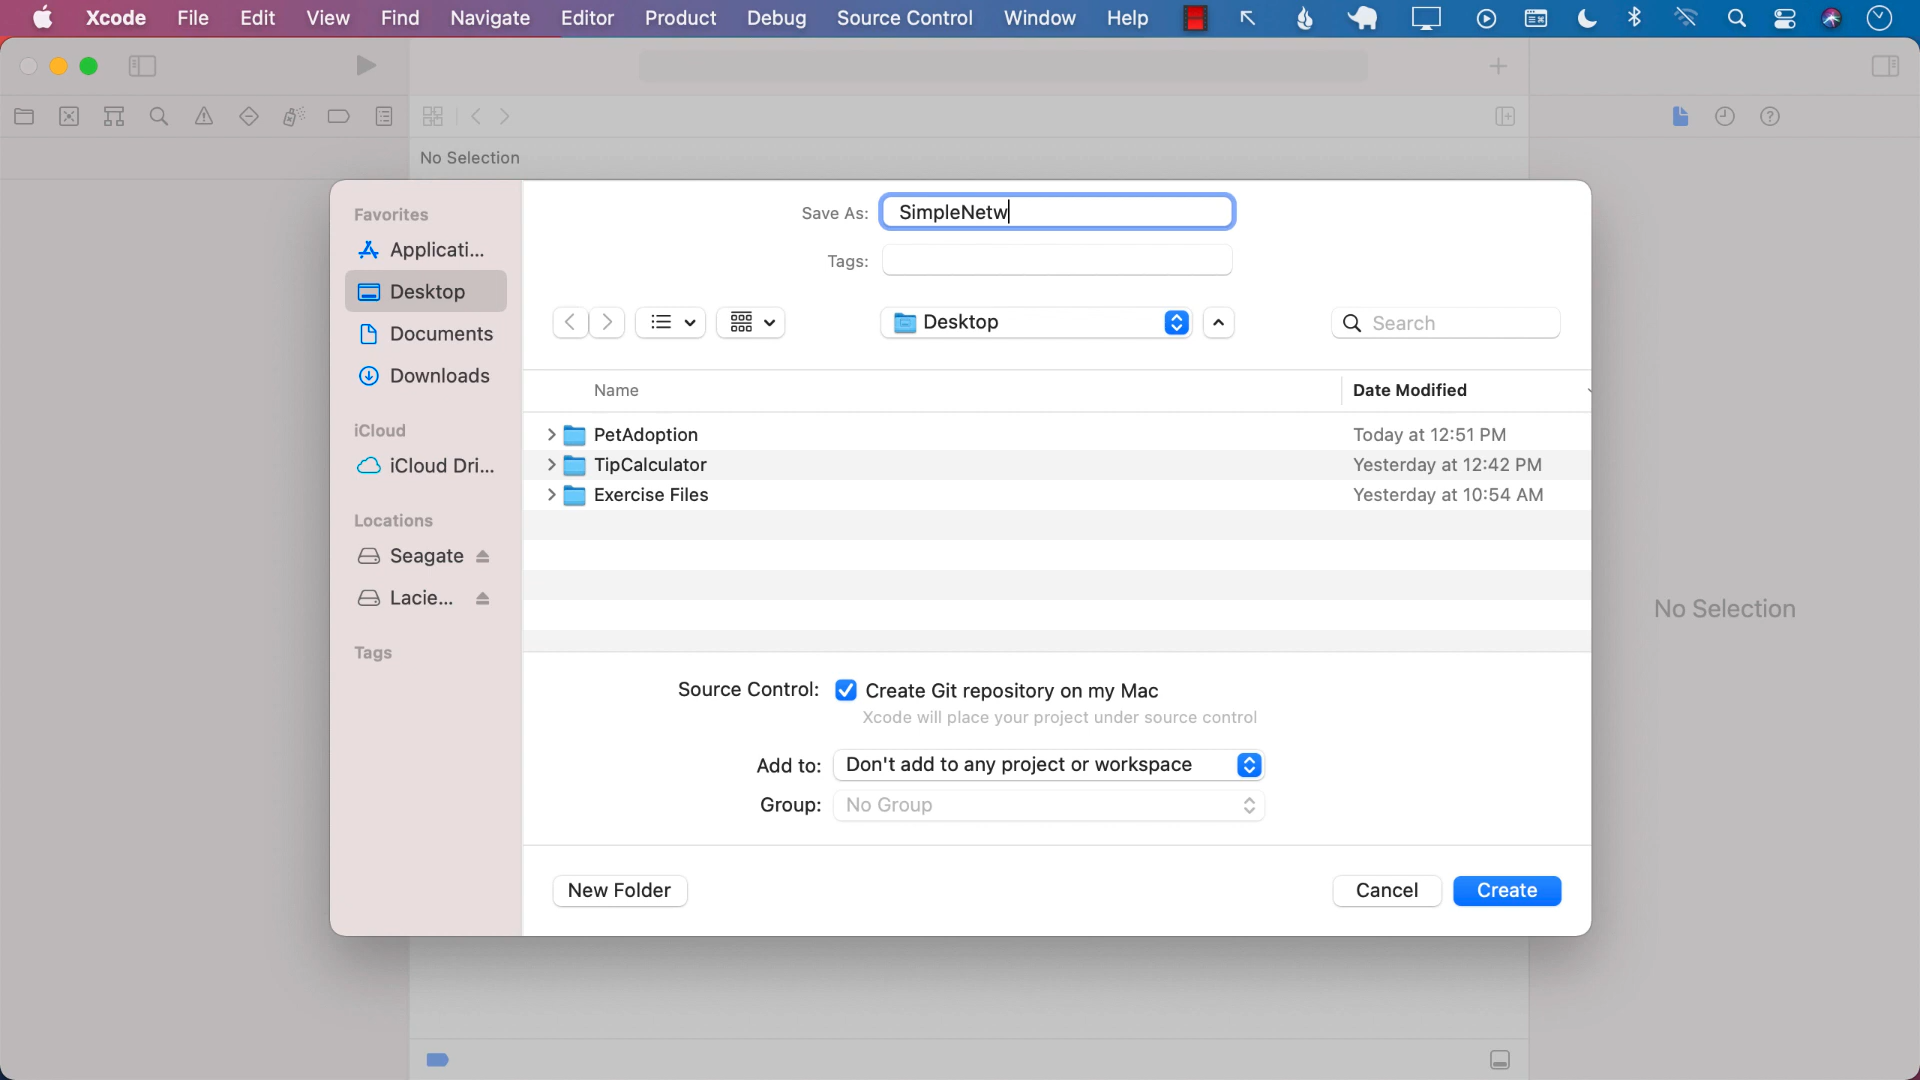 Xcode File Edit View Find Navigate Editor Product Debug Source Control Window Help
No Selection
Favorites
Applicati...
Desktop
Documents
Downloads
iCloud
iCloud Dri...
Locations
Seagate
Lacie...
Tags
Save As: SimpleNetw
Tags:
Desktop
Search
Name Date Modified
PetAdoption Today at 12:51 PM
TipCalculator Yesterday at 12:42 PM
Exercise Files Yesterday at 10:54 AM
Source Control: Create Git repository on my Mac
Xcode will place your project under source control
Add to: Don't add to any project or workspace
Group: No Group
New Folder Cancel Create
No Selection